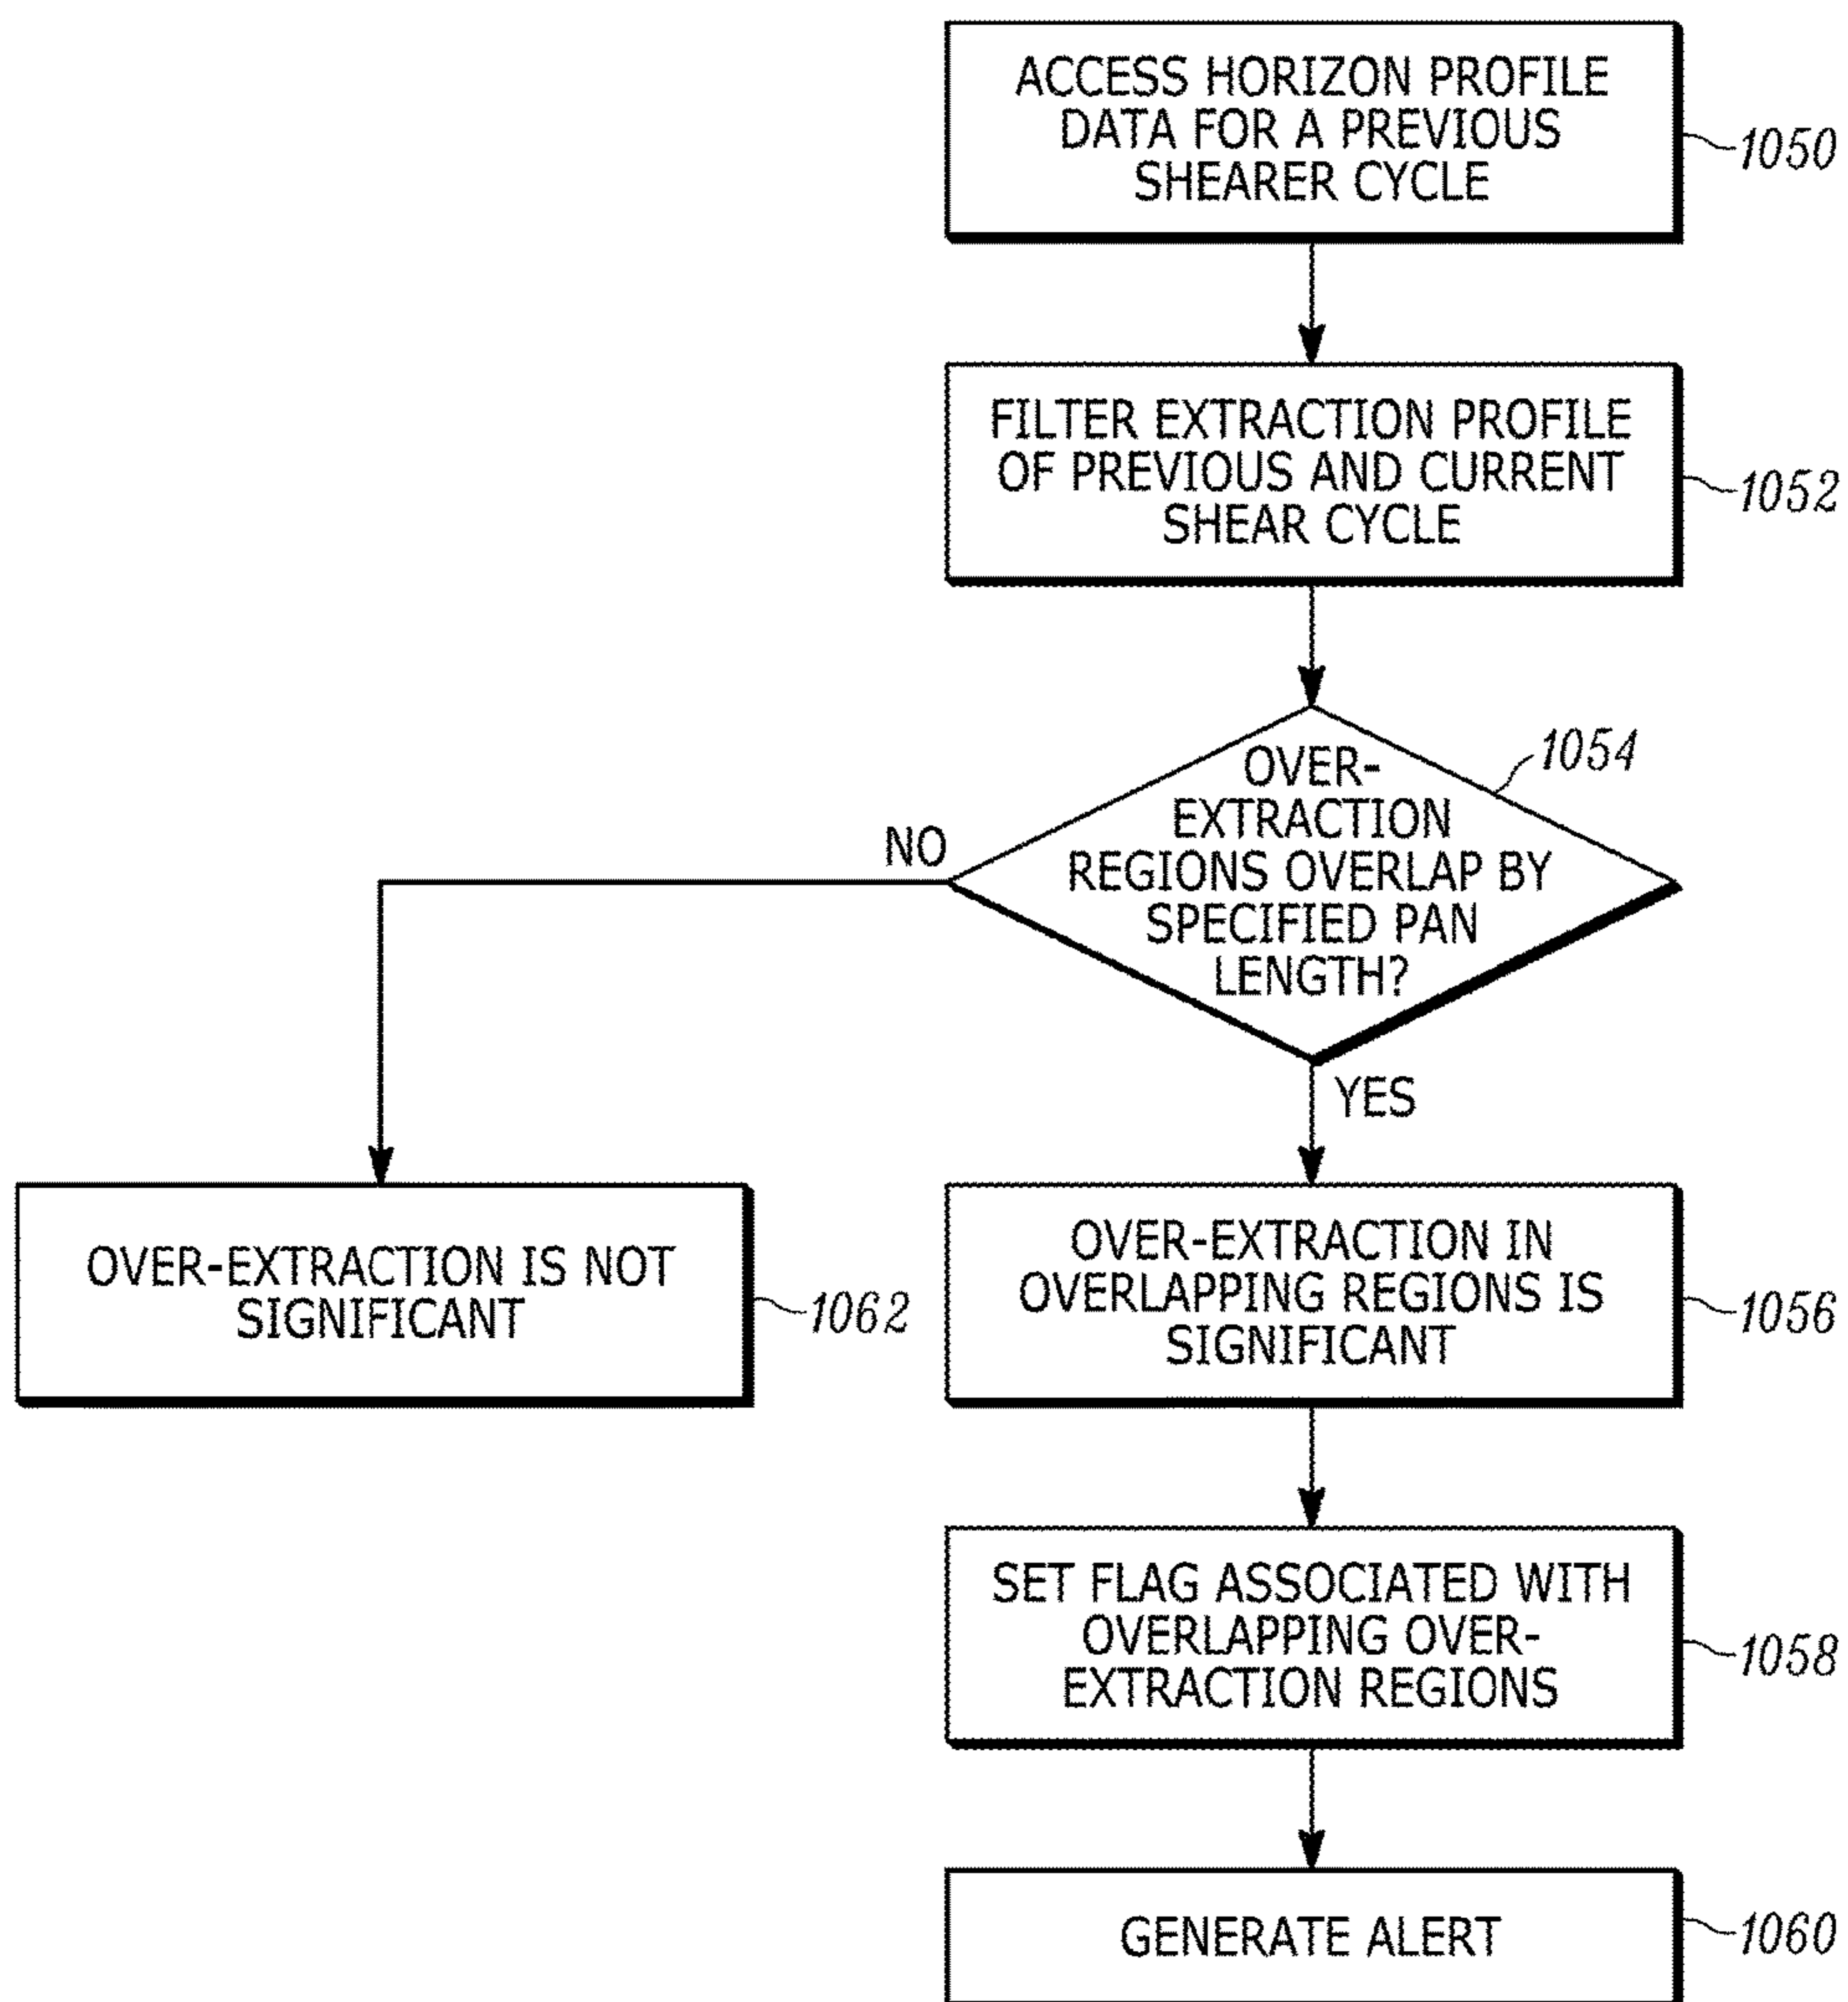 ACCESS HORIZON PROFILE
DATA FOR A PREVIOUS
SHEARER CYCLE
1050
FILTER EXTRACTION PROFILE
OF PREVIOUS AND CURRENT
SHEAR CYCLE
1052
OVER-
EXTRACTION
REGIONS OVERLAP BY
SPECIFIED PAN
LENGTH?
1054
NO
YES
OVER-EXTRACTION IS NOT
SIGNIFICANT
1062
OVER-EXTRACTION IN
OVERLAPPING REGIONS IS
SIGNIFICANT
1056
SET FLAG ASSOCIATED WITH
OVERLAPPING OVER-
EXTRACTION REGIONS
1058
GENERATE ALERT
1060